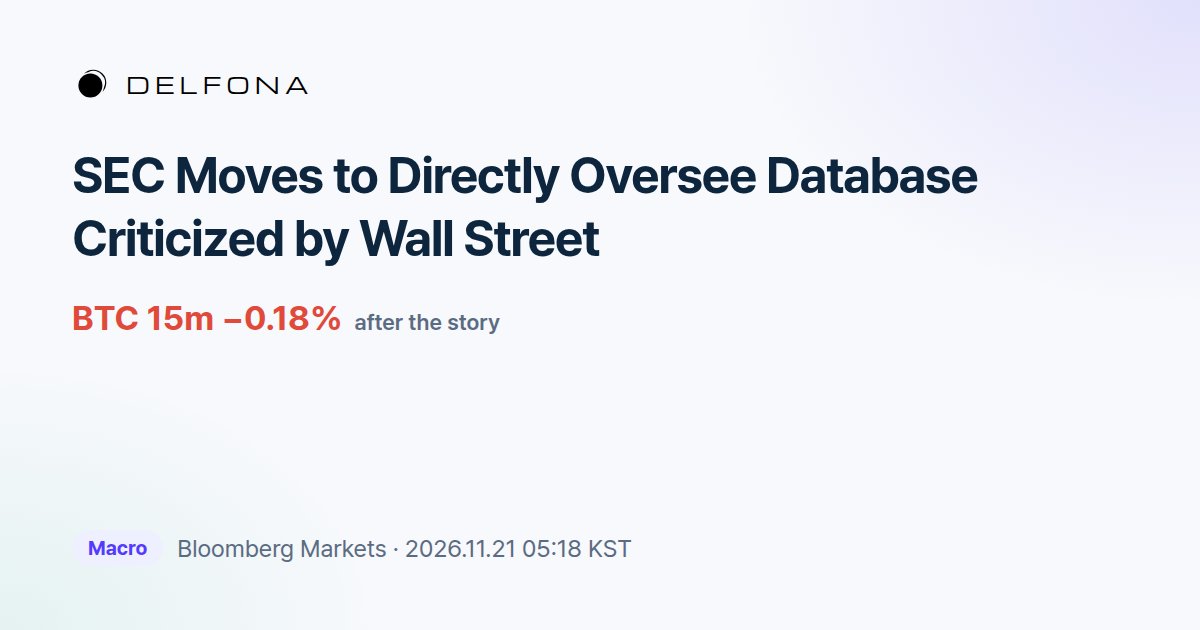 DELFONA
SEC Moves to Directly Oversee Database
Criticized by Wall Street
BTC 15m −0.18% after the story
Macro Bloomberg Markets · 2026.11.21 05:18 KST